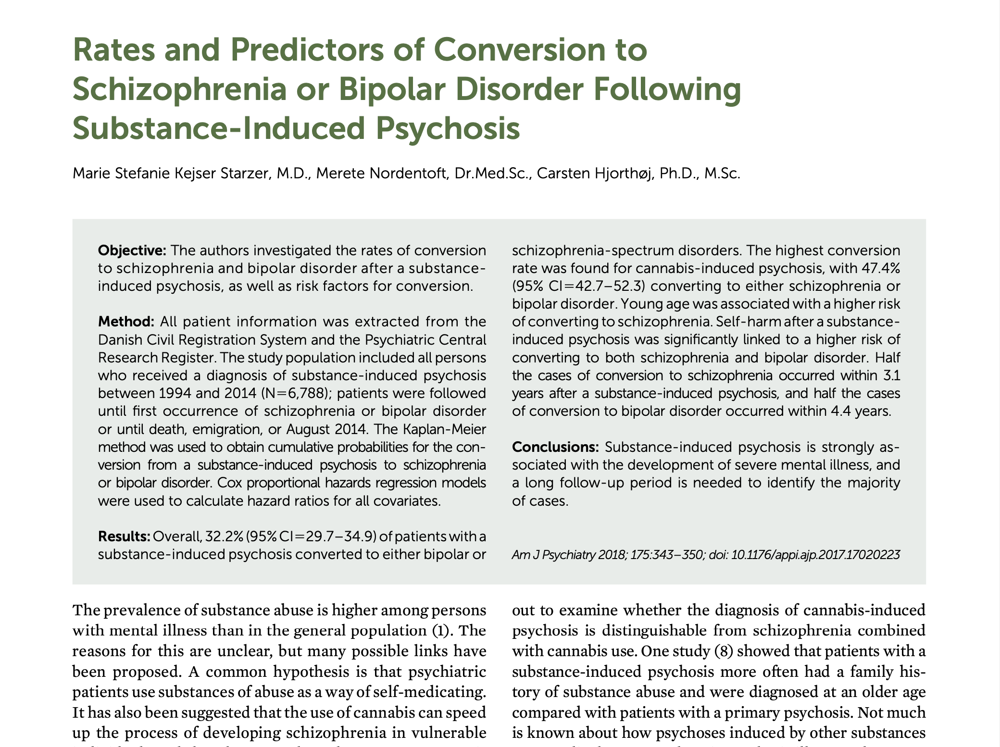 Rates and Predictors of Conversion to
Schizophrenia or Bipolar Disorder Following
Substance-Induced Psychosis
Marie Stefanie Kejser Starzer, M.D., Merete Nordentoft, Dr.Med.Sc., Carsten Hjorthøj, Ph.D., M.Sc.
Objective: The authors investigated the rates of conversion
to schizophrenia and bipolar disorder after a substance-
induced psychosis, as well as risk factors for conversion.
Method: All patient information was extracted from the
Danish Civil Registration System and the Psychiatric Central
Research Register. The study population included all persons
who received a diagnosis of substance-induced psychosis
between 1994 and 2014 (N=6,788); patients were followed
until first occurrence of schizophrenia or bipolar disorder
or until death, emigration, or August 2014. The Kaplan-Meier
method was used to obtain cumulative probabilities for the con-
version from a substance-induced psychosis to schizophrenia
or bipolar disorder. Cox proportional hazards regression models
were used to calculate hazard ratios for all covariates.
Results: Overall, 32.2% (95% CI=29.7–34.9) of patients with a
substance-induced psychosis converted to either bipolar or
schizophrenia-spectrum disorders. The highest conversion
rate was found for cannabis-induced psychosis, with 47.4%
(95% CI=42.7–52.3) converting to either schizophrenia or
bipolar disorder. Young age was associated with a higher risk
of converting to schizophrenia. Self-harm after a substance-
induced psychosis was significantly linked to a higher risk of
converting to both schizophrenia and bipolar disorder. Half
the cases of conversion to schizophrenia occurred within 3.1
years after a substance-induced psychosis, and half the cases
of conversion to bipolar disorder occurred within 4.4 years.
Conclusions: Substance-induced psychosis is strongly as-
sociated with the development of severe mental illness, and
a long follow-up period is needed to identify the majority
of cases.
Am J Psychiatry 2018; 175:343–350; doi: 10.1176/appi.ajp.2017.17020223
The prevalence of substance abuse is higher among persons
with mental illness than in the general population (1). The
reasons for this are unclear, but many possible links have
been proposed. A common hypothesis is that psychiatric
patients use substances of abuse as a way of self-medicating.
It has also been suggested that the use of cannabis can speed
up the process of developing schizophrenia in vulnerable
out to examine whether the diagnosis of cannabis-induced
psychosis is distinguishable from schizophrenia combined
with cannabis use. One study (8) showed that patients with a
substance-induced psychosis more often had a family his-
tory of substance abuse and were diagnosed at an older age
compared with patients with a primary psychosis. Not much
is known about how psychoses induced by other substances